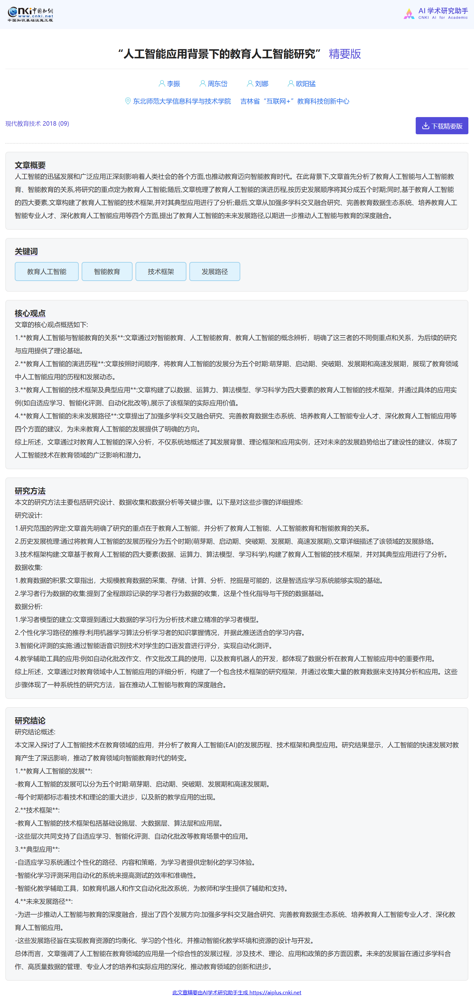 cnki中国知网
www.cnki.net
中国知识基础设施工程
AI 学术研究助手
CNKI AI for Academic
“人工智能应用背景下的教育人工智能研究” 精要版
李振 周东岱 刘娜 欧阳猛
东北师范大学信息科学与技术学院 吉林省“互联网+”教育科技创新中心
现代教育技术 2018 (09)
下载精要版
文章概要
人工智能的迅猛发展和广泛应用正深刻影响着人类社会的各个方面,也推动教育迈向智能教育时代。在此背景下,文章首先分析了教育人工智能与人工智能教
育、智能教育的关系,将研究的重点定为教育人工智能;随后,文章梳理了教育人工智能的演进历程,按历史发展顺序将其分成五个时期;同时,基于教育人工智能
的四大要素,文章构建了教育人工智能的技术框架,并对其典型应用进行了分析;最后,文章从加强多学科交叉融合研究、完善教育数据生态系统、培养教育人工
智能专业人才、深化教育人工智能应用等四个方面,提出了教育人工智能的未来发展路径,以期进一步推动人工智能与教育的深度融合。
关键词
教育人工智能 智能教育 技术框架 发展路径
核心观点
文章的核心观点概括如下:
1.**教育人工智能与智能教育的关系**:文章通过对智能教育、人工智能教育、教育人工智能的概念辨析，明确了这三者的不同侧重点和关系，为后续的研究
与应用提供了理论基础。
2.**教育人工智能的演进历程**:文章按照时间顺序，将教育人工智能的发展分为五个时期:萌芽期、启动期、突破期、发展期和高速发展期，展现了教育领域
中人工智能应用的历程和发展动态。
3.**教育人工智能的技术框架及典型应用**:文章构建了以数据、运算力、算法模型、学习科学为四大要素的教育人工智能的技术框架，并通过具体的应用实
例(如自适应学习、智能化评测、自动化批改等),展示了该框架的实际应用价值。
4.**教育人工智能的未来发展路径**:文章提出了加强多学科交叉融合研究、完善教育数据生态系统、培养教育人工智能专业人才、深化教育人工智能应用等
四个方面的建议，为未来教育人工智能的发展提供了明确的方向。
综上所述，文章通过对教育人工智能的深入分析，不仅系统地概述了其发展背景、理论框架和应用实例，还对未来的发展趋势给出了建设性的建议，体现了
人工智能技术在教育领域的广泛影响和潜力。
研究方法
本文的研究方法主要包括研究设计、数据收集和数据分析等关键步骤。以下是对这些步骤的详细提炼:
研究设计:
1.研究范围的界定:文章首先明确了研究的重点在于教育人工智能，并分析了教育人工智能、人工智能教育和智能教育的关系。
2.历史发展梳理:通过将教育人工智能的发展历程分为五个时期(萌芽期、启动期、突破期、发展期、高速发展期),文章详细描述了该领域的发展脉络。
3.技术框架构建:文章基于教育人工智能的四大要素(数据、运算力、算法模型、学习科学),构建了教育人工智能的技术框架，并对其典型应用进行了分析。
数据收集:
1.教育数据的积累:文章指出，大规模教育数据的采集、存储、计算、分析、挖掘是可能的，这是智适应学习系统能够实现的基础。
2.学习者行为数据的收集:提到了全程跟踪记录的学习者行为数据的收集，这是个性化指导与干预的数据基础。
数据分析:
1.学习者模型的建立:文章提到通过大数据的学习行为分析技术建立精准的学习者模型。
2.个性化学习路径的推荐:利用机器学习算法分析学习者的知识掌握情况，并据此推送适合的学习内容。
3.智能化评测的实施:通过智能语音识别技术对学生的口语发音进行评分，实现自动化测评。
4.教学辅助工具的应用:例如自动化批改作文、作文批改工具的使用，以及教育机器人的开发，都体现了数据分析在教育人工智能应用中的重要作用。
综上所述，文章通过对教育领域中人工智能应用的详细分析，构建了一个包含技术框架的研究框架，并通过收集大量的教育数据来支持其分析和应用。这些
步骤体现了一种系统性的研究方法，旨在推动人工智能与教育的深度融合。
研究结论
研究结论概述:
本文深入探讨了人工智能技术在教育领域的应用，并分析了教育人工智能(EAI)的发展历程、技术框架和典型应用。研究结果显示，人工智能的快速发展对教
育产生了深远影响，推动了教育领域向智能教育时代的转变。
1.**教育人工智能的发展**:
-教育人工智能的发展可以分为五个时期:萌芽期、启动期、突破期、发展期和高速发展期。
-每个时期都标志着技术和理论的重大进步，以及新的教学应用的出现。
2.**技术框架**:
-教育人工智能的技术框架包括基础设施层、大数据层、算法层和应用层。
-这些层次共同支持了自适应学习、智能化评测、自动化批改等教育场景中的应用。
3.**典型应用**:
-自适应学习系统通过个性化的路径、内容和策略，为学习者提供定制化的学习体验。
-智能化学习评测采用自动化的系统来提高测试的效率和准确性。
-智能化教学辅助工具，如教育机器人和作文自动化批改系统，为教师和学生提供了辅助和支持。
4.**未来发展路径**:
-为进一步推动人工智能与教育的深度融合，提出了四个发展方向:加强多学科交叉融合研究、完善教育数据生态系统、培养教育人工智能专业人才、深化教
育人工智能应用。
-这些发展路径旨在实现教育资源的均衡化、学习的个性化，并推动智能化教学环境和资源的设计与开发。
总体而言，文章强调了人工智能在教育领域的应用是一个综合性的发展过程，涉及技术、理论、应用和政策的多方面因素。未来的发展旨在通过多学科合
作、高质量数据的管理、专业人才的培养和实际应用的深化，推动教育领域的创新和进步。
此文章精要由AI学术研究助手生成 https://aiplus.cnki.net